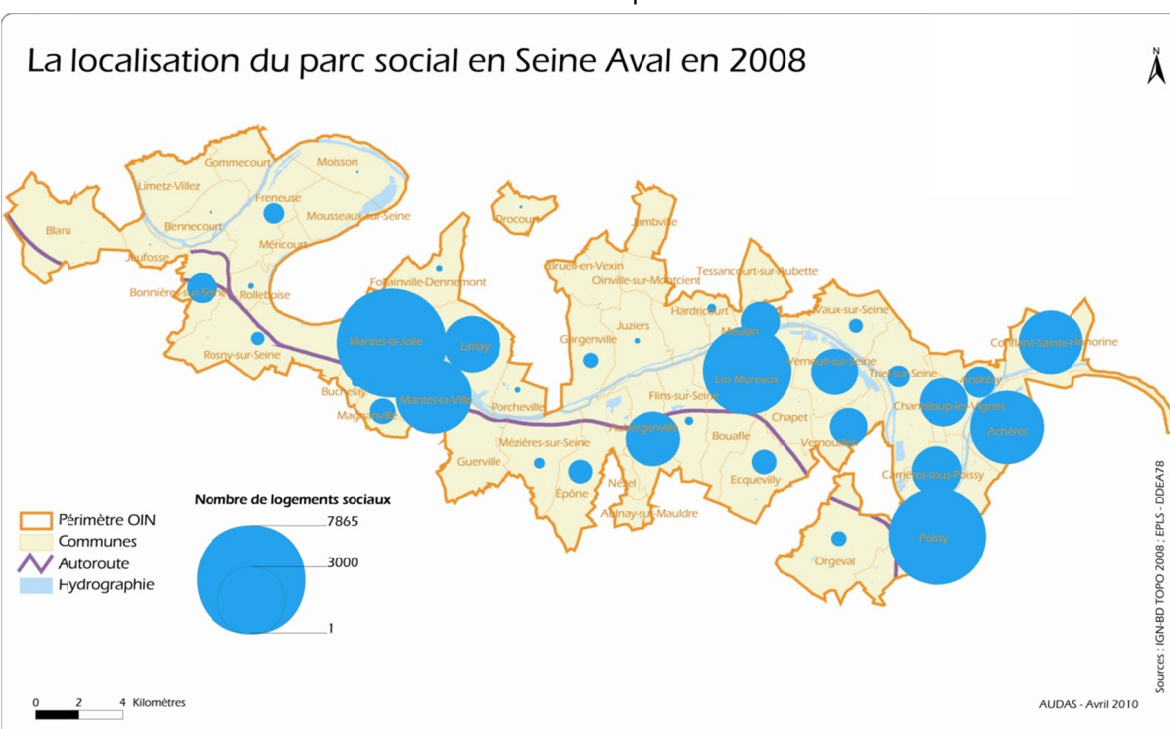 La localisation du parc social en Seine Aval en 2008
N
Gommecourt
Moisson
Limetz-Villez
Freneuse
Mousseaux-sur-Seine
Bennecourt
Blaru
Jeufosse
Méricourt
Bonnières-sur-Seine
Rolleboise
Rosny-sur-Seine
Follainville-Dennemont
Drocourt
Jambville
Brueil-en-Vexin
Oinville-sur-Montcient
Tessancourt-sur-Aubette
Hardricourt
Vaux-sur-Seine
Mantes-la-Jolie
Limay
Juziers
Gargenville
Meulan
Conflans-Sainte-Honorine
Verneuil-sur-Seine
Triel-sur Seine
Andrésy
Les Mureaux
Buchelay
Mantes-la-Ville
Porcheville
Flins-sur-Seine
Magnanville
Chapet
Chanteloup-les-Vignes
Aubergenville
Bouafle
Achères
Mézières-sur-Seine
Vernouillet
Guerville
Carrières-sous-Poissy
Épône
Nézel
Ecquevilly
Aulnay-sur-Mauldre
Poissy
Orgeval
Nombre de logements sociaux
7865
3000
1
Périmètre OIN
Communes
Autoroute
Hydrographie
0 2 4 Kilomètres
AUDAS - Avril 2010
Sources : IGN-BD TOPO 2008 ; EPLS - DDEA78